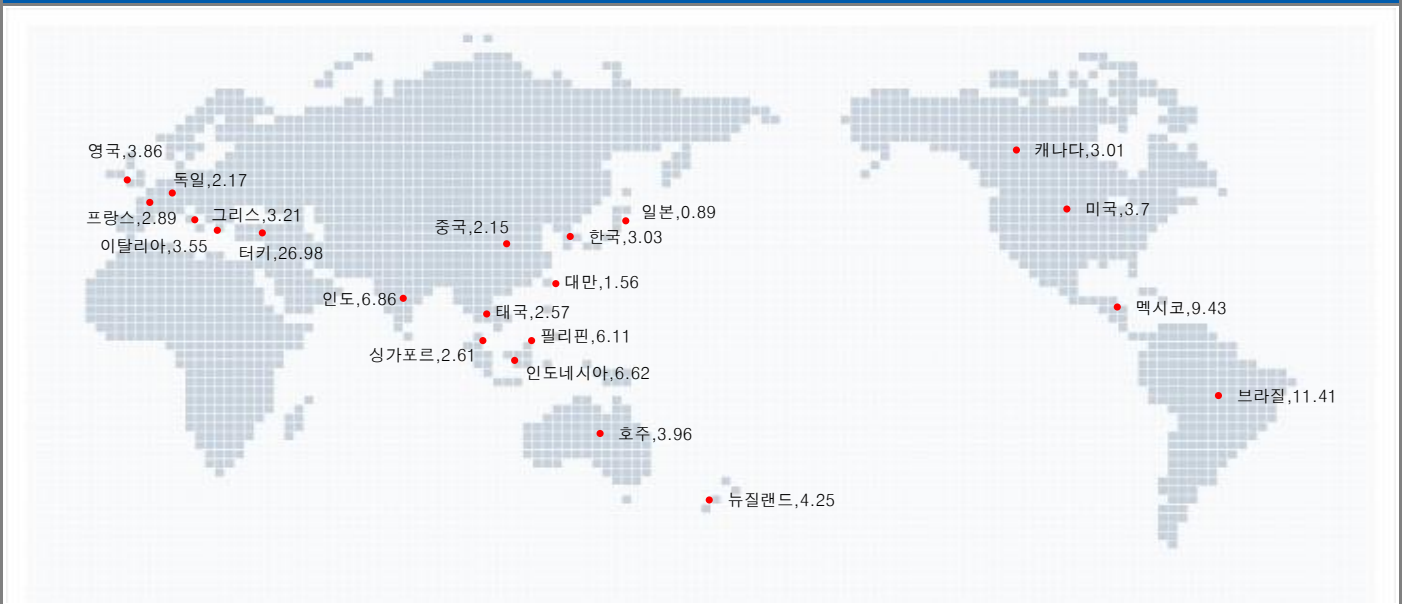 영국,3.86
캐나다,3.01
독일,2.17
프랑스,2.89
그리스,3.21
일본,0.89
미국,3.7
중국,2.15
한국,3.03
이탈리아,3.55
터키,26.98
대만,1.56
인도,6.86
태국,2.57
멕시코,9.43
필리핀,6.11
싱가포르,2.61
인도네시아,6.62
브라질,11.41
호주,3.96
뉴질랜드,4.25